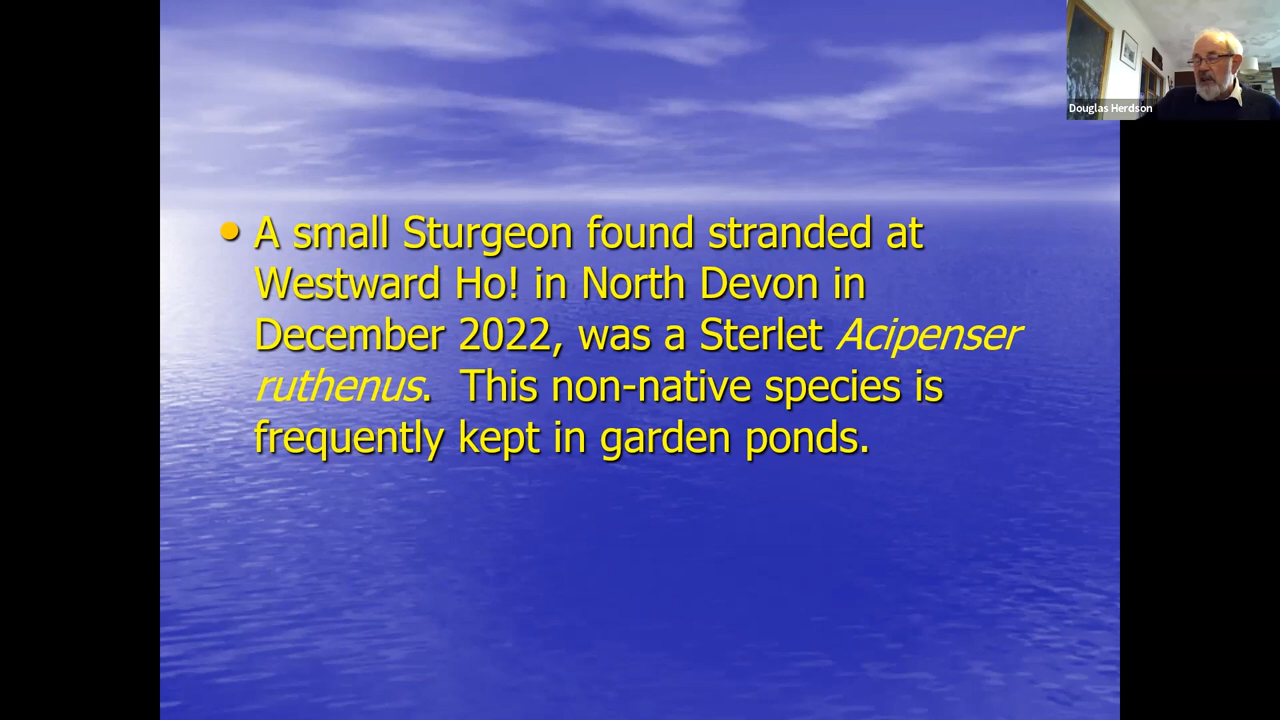 Douglas Herdson
• A small Sturgeon found stranded at
Westward Ho! in North Devon in
December 2022, was a Sterlet Acipenser
ruthenus.  This non-native species is
frequently kept in garden ponds.